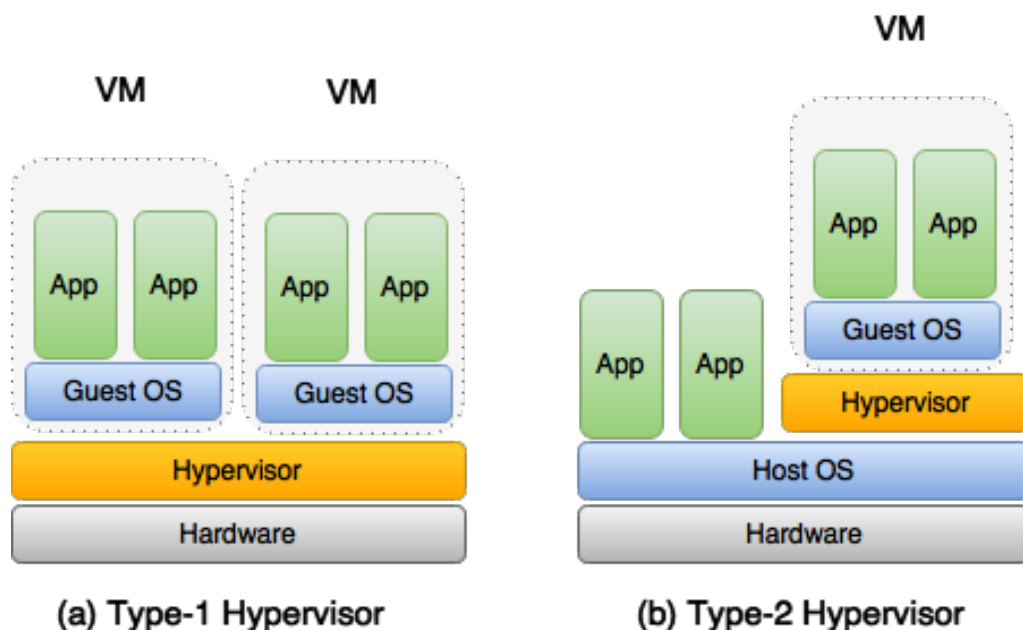 VM
VM
App
App
Guest OS
App
App
Guest OS
Hypervisor
Hardware
(a) Type-1 Hypervisor
VM
App
App
Guest OS
App
App
Hypervisor
Host OS
Hardware
(b) Type-2 Hypervisor